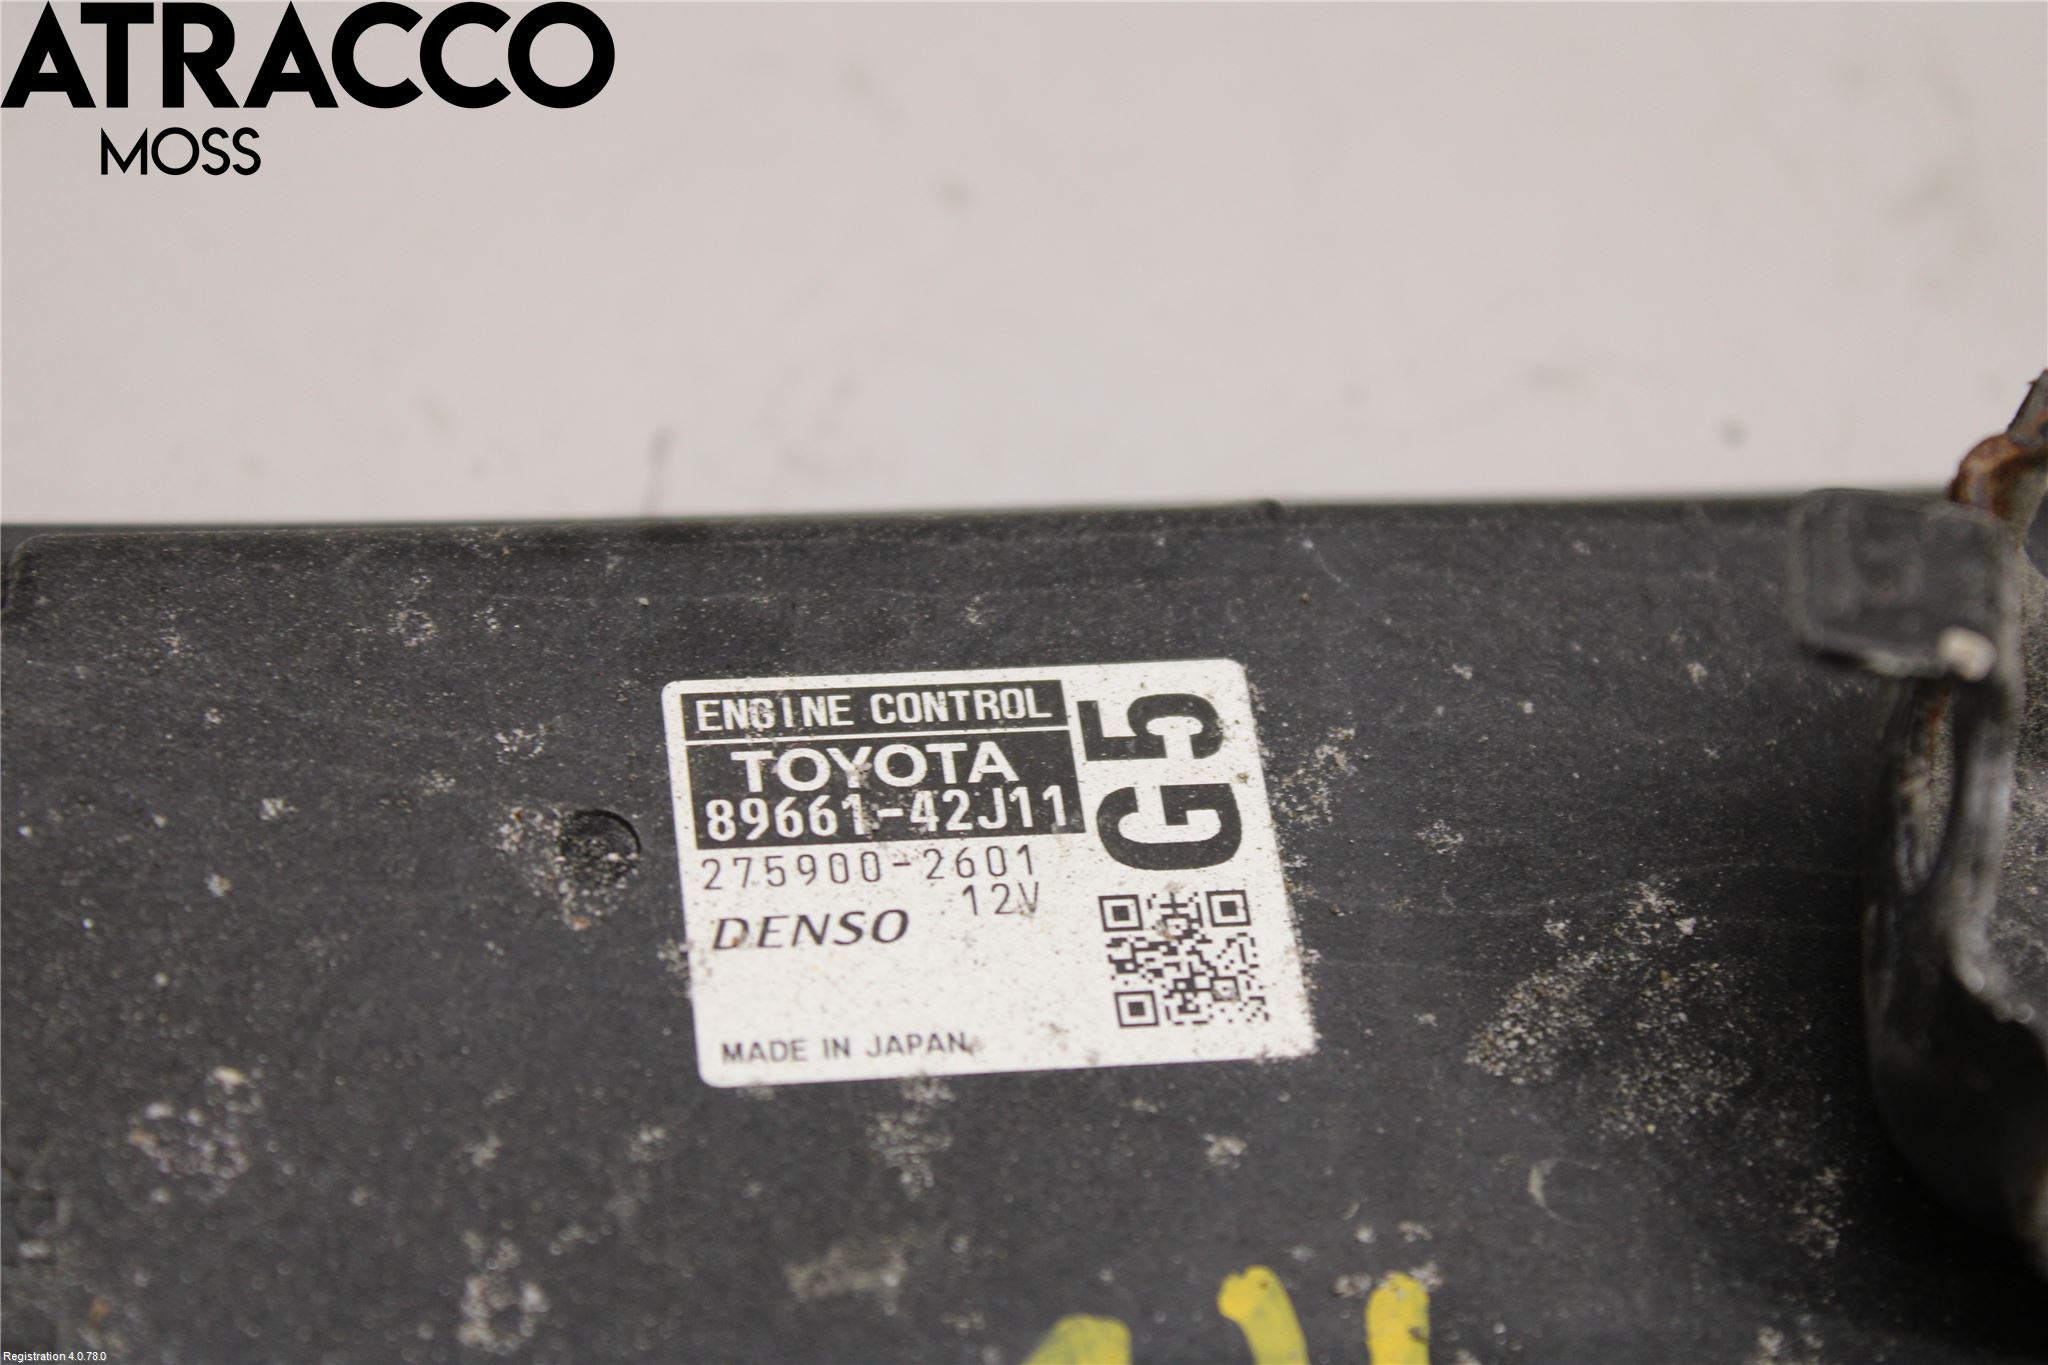 ATRACCO
MOSS
ENGINE CONTROL
TOYOTA
89661-42J11
G5
275900-2601
12V
DENSO
MADE IN JAPAN
Registration 4.0.78.0